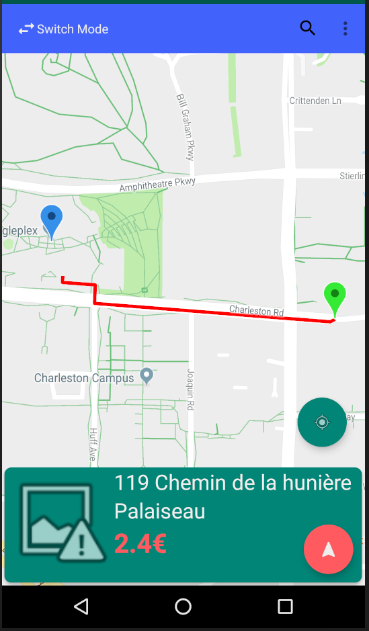 Switch Mode
Bill Graham Pkwy
Crittenden Ln
Amphitheatre Pkwy
Stierlin
gleplex
Charleston Rd
Charleston Campus
Joaquin Rd
Huff Ave
ay
119 Chemin de la hunière
Palaiseau
2.4€